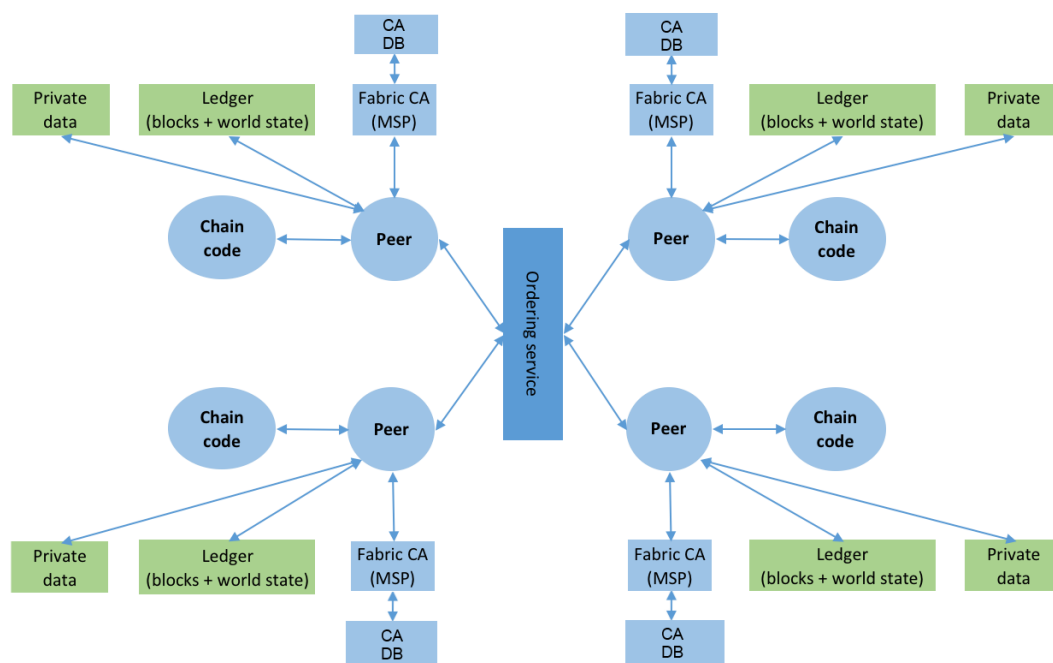 CA
DB
CA
DB
Private
data
Ledger
(blocks + world state)
Fabric CA
(MSP)
Fabric CA
(MSP)
Ledger
(blocks + world state)
Private
data
Chain
code
Peer
Peer
Chain
code
Ordering service
Chain
code
Peer
Peer
Chain
code
Private
data
Ledger
(blocks + world state)
Fabric CA
(MSP)
Fabric CA
(MSP)
Ledger
(blocks + world state)
Private
data
CA
DB
CA
DB